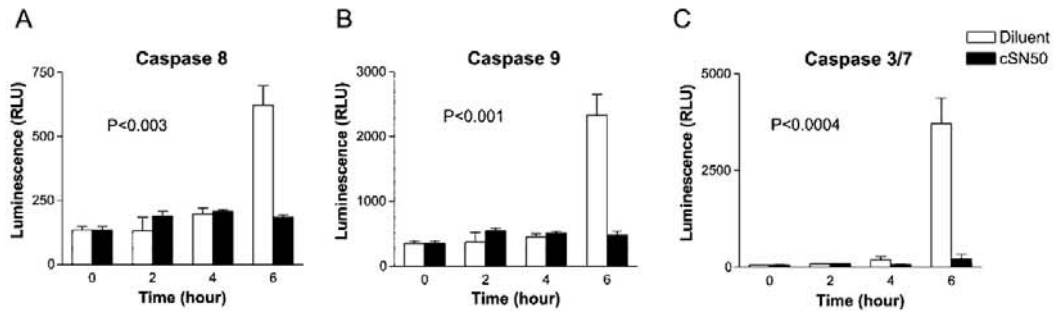 A
Caspase 8
Luminescence (RLU)
750
500
250
0
P<0.003
0 2 4 6
Time (hour)
B
Caspase 9
Luminescence (RLU)
3000
2000
1000
0
P<0.001
0 2 4 6
Time (hour)
C
Caspase 3/7
Diluent
cSN50
Luminescence (RLU)
5000
2500
0
P<0.0004
0 2 4 6
Time (hour)